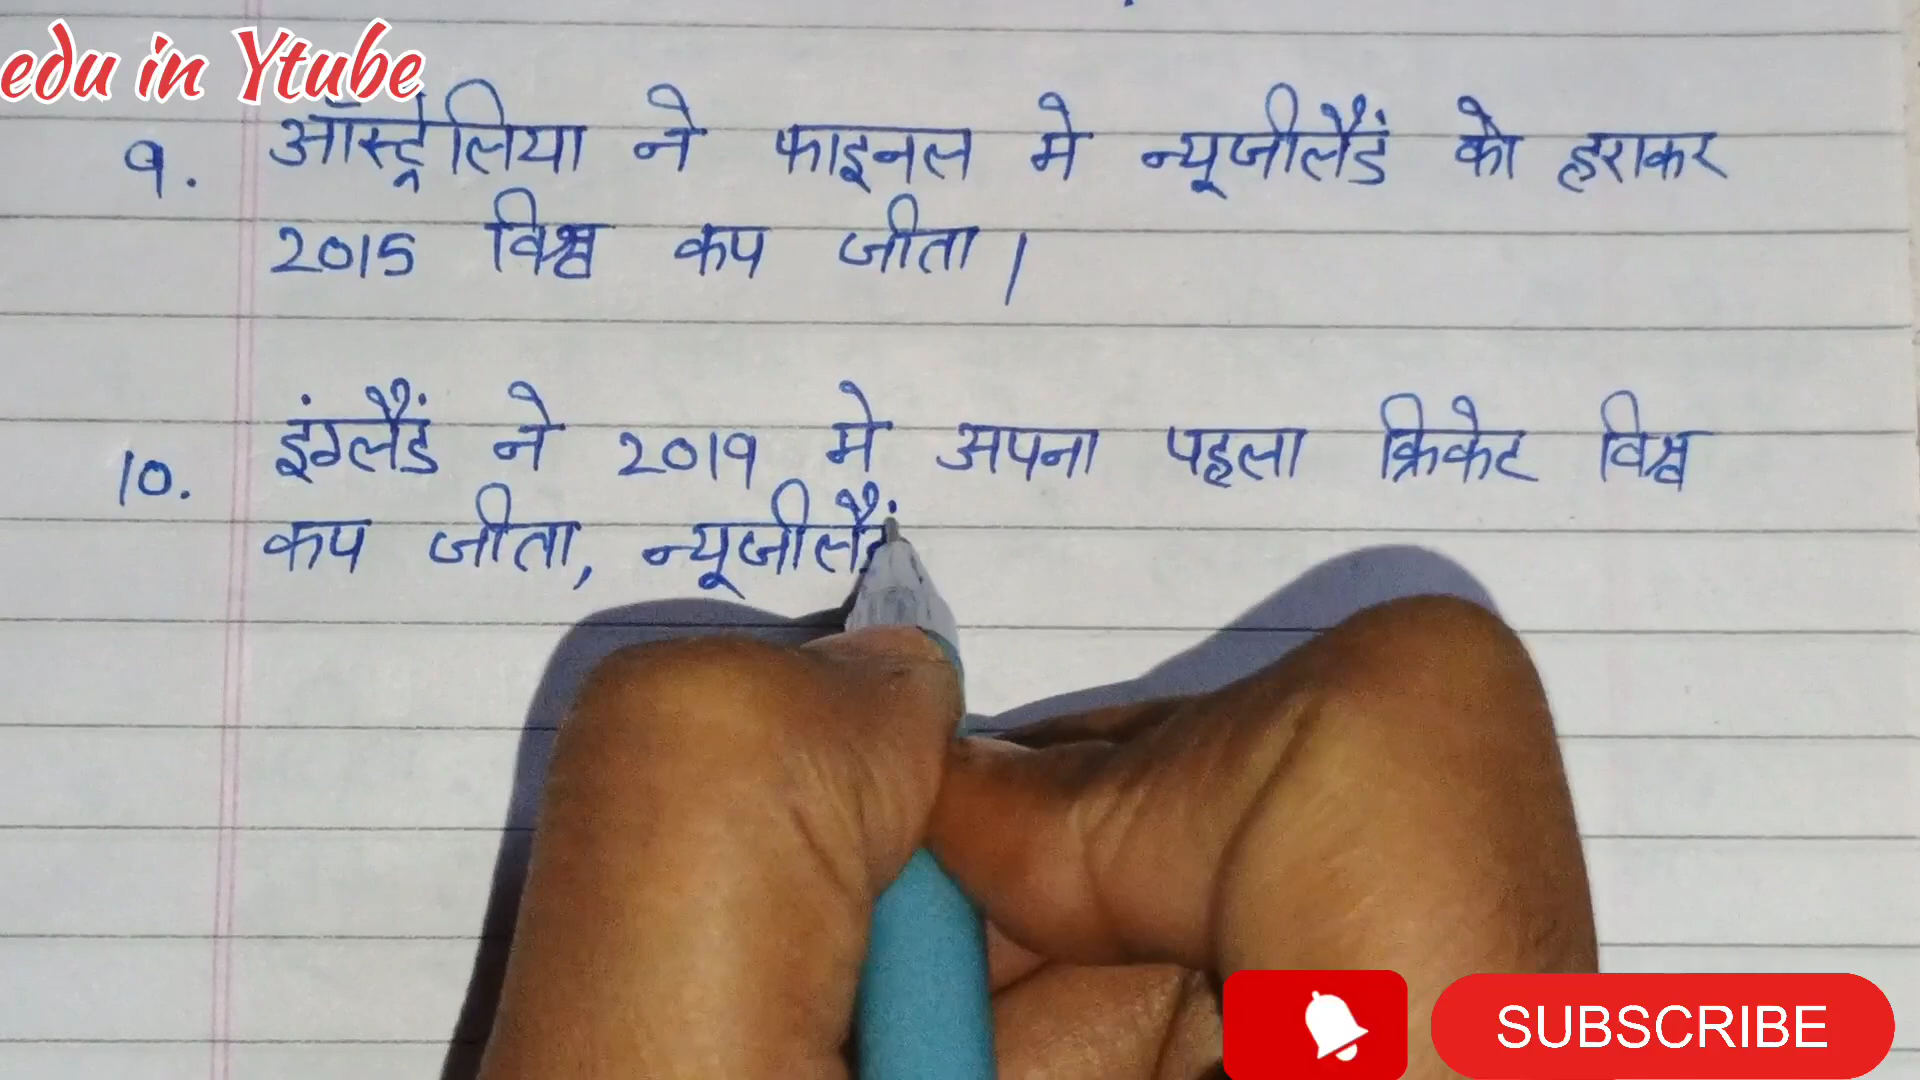 edu in Ytube
9. ऑस्ट्रेलिया ने फाइनल मे न्यूजीलैंड को हराकर
2015 विश्व कप जीता।
10. इंग्लैंड ने 2019 मे अपना पहला क्रिकेट विश्व
कप जीता, न्यूजीलैंड
SUBSCRIBE